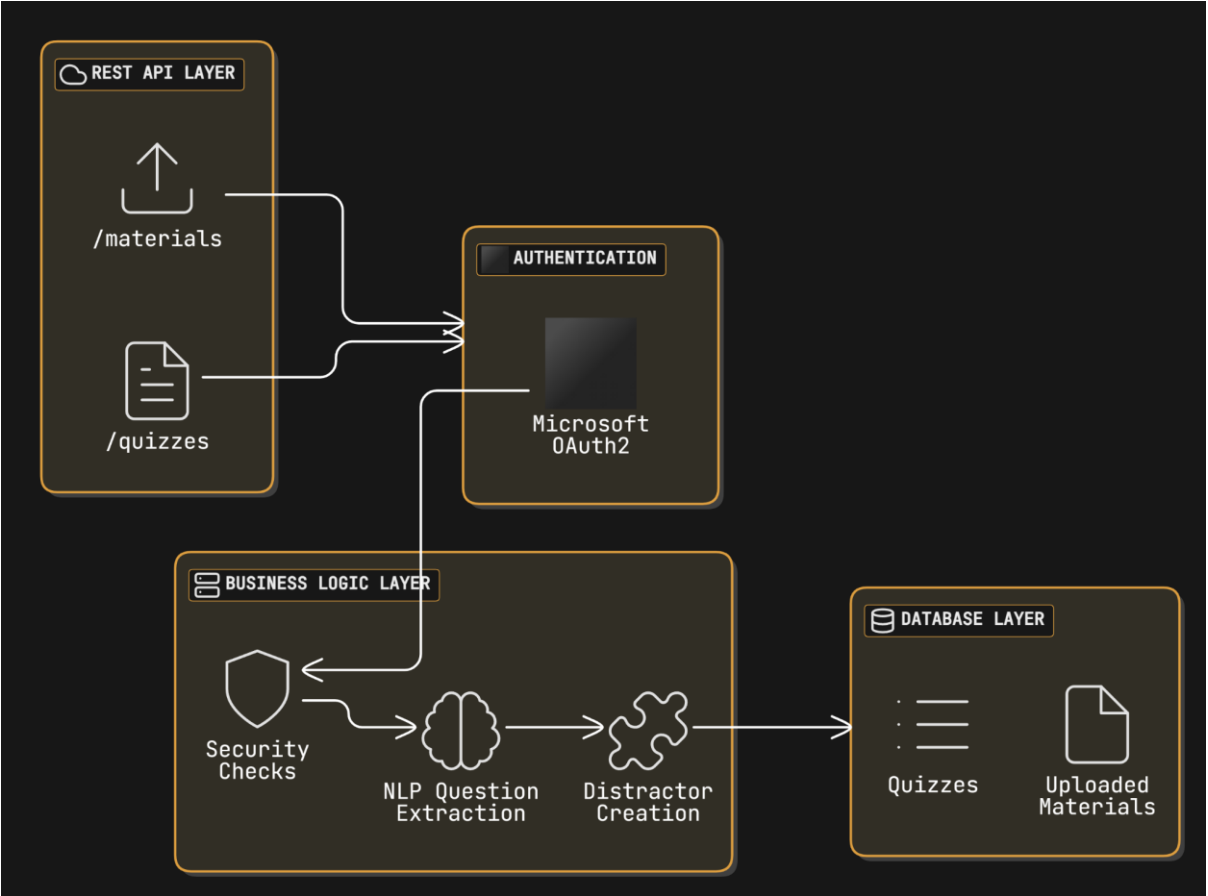 REST API LAYER
/materials
/quizzes
AUTHENTICATION
Microsoft
OAuth2
BUSINESS LOGIC LAYER
Security
Checks
NLP Question
Extraction
Distractor
Creation
DATABASE LAYER
Quizzes
Uploaded
Materials